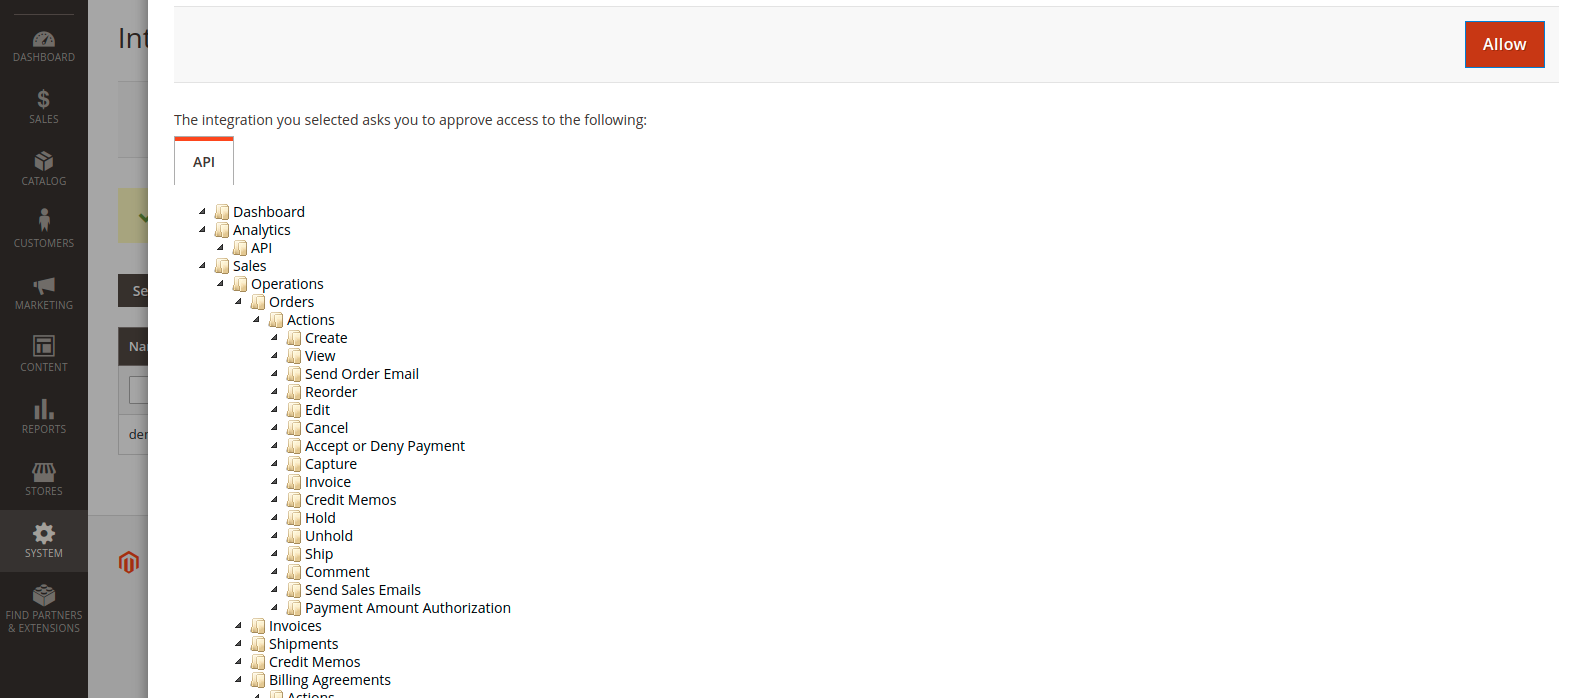 DASHBOARD
SALES
CATALOG
CUSTOMERS
MARKETING
CONTENT
REPORTS
STORES
SYSTEM
FIND PARTNERS
& EXTENSIONS
Int
Se
Na
der
Allow
The integration you selected asks you to approve access to the following:
API
Dashboard
Analytics
API
Sales
Operations
Orders
Actions
Create
View
Send Order Email
Reorder
Edit
Cancel
Accept or Deny Payment
Capture
Invoice
Credit Memos
Hold
Unhold
Ship
Comment
Send Sales Emails
Payment Amount Authorization
Invoices
Shipments
Credit Memos
Billing Agreements
Actions